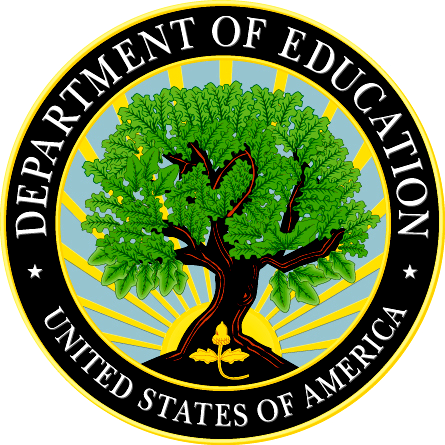 DEPARTMENT OF EDUCATION
UNITED STATES OF AMERICA